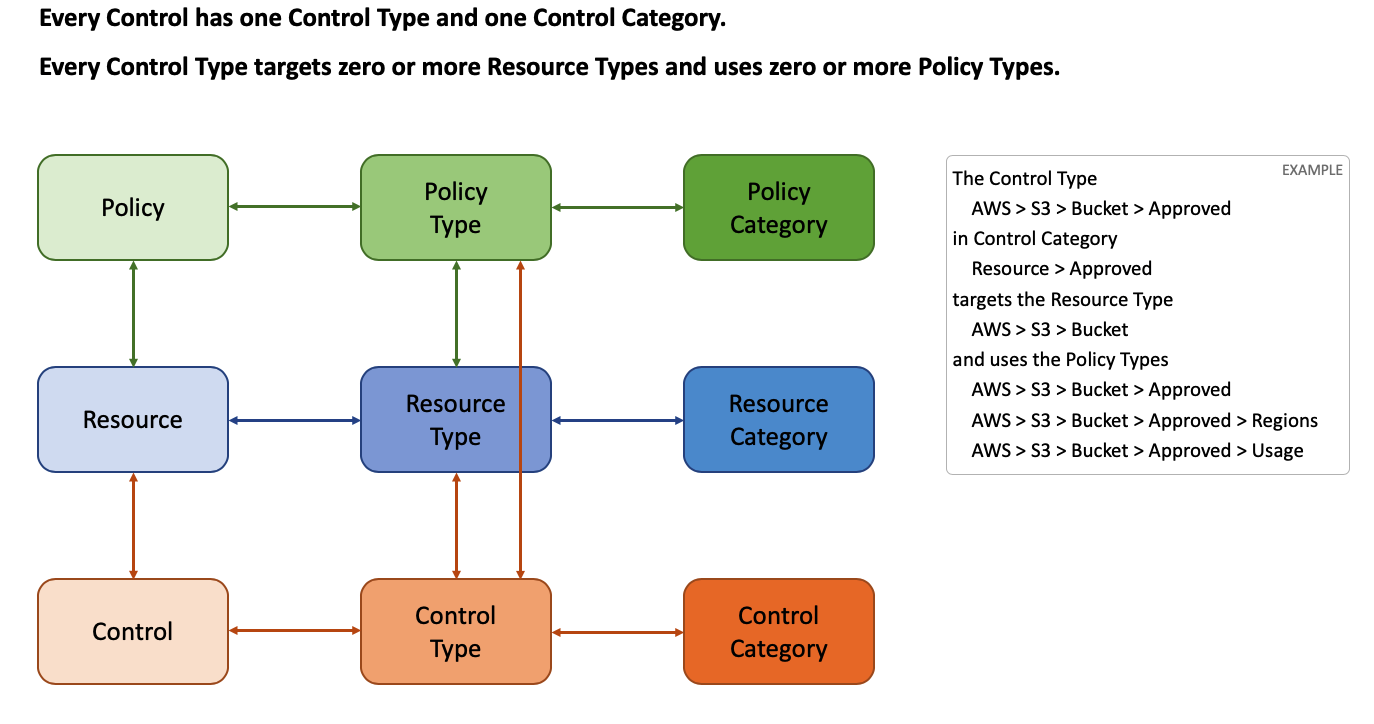 Every Control has one Control Type and one Control Category.
Every Control Type targets zero or more Resource Types and uses zero or more Policy Types.
Policy
Policy
Type
Policy
Category
Resource
Resource
Type
Resource
Category
Control
Control
Type
Control
Category
EXAMPLE
The Control Type
AWS > S3 > Bucket > Approved
in Control Category
Resource > Approved
targets the Resource Type
AWS > S3 > Bucket
and uses the Policy Types
AWS > S3 > Bucket > Approved
AWS > S3 > Bucket > Approved > Regions
AWS > S3 > Bucket > Approved > Usage